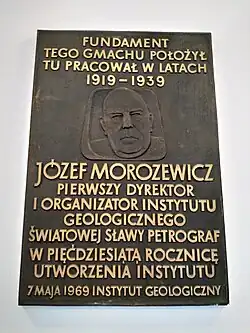 FUNDAMENT
TEGO GMACHU POŁOŻYŁ
TU PRACOWAŁ W LATACH
1919-1939
JÓZEF MOROZEWICZ
PIERWSZY DYREKTOR
I ORGANIZATOR INSTYTUTU
GEOLOGICZNEGO
ŚWIATOWEJ SŁAWY PETROGRAF
W PIĘĆDZIESIĄTĄ ROCZNICĘ
UTWORZENIA INSTYTUTU
7 MAJA 1969 INSTYTUT GEOLOGICZNY